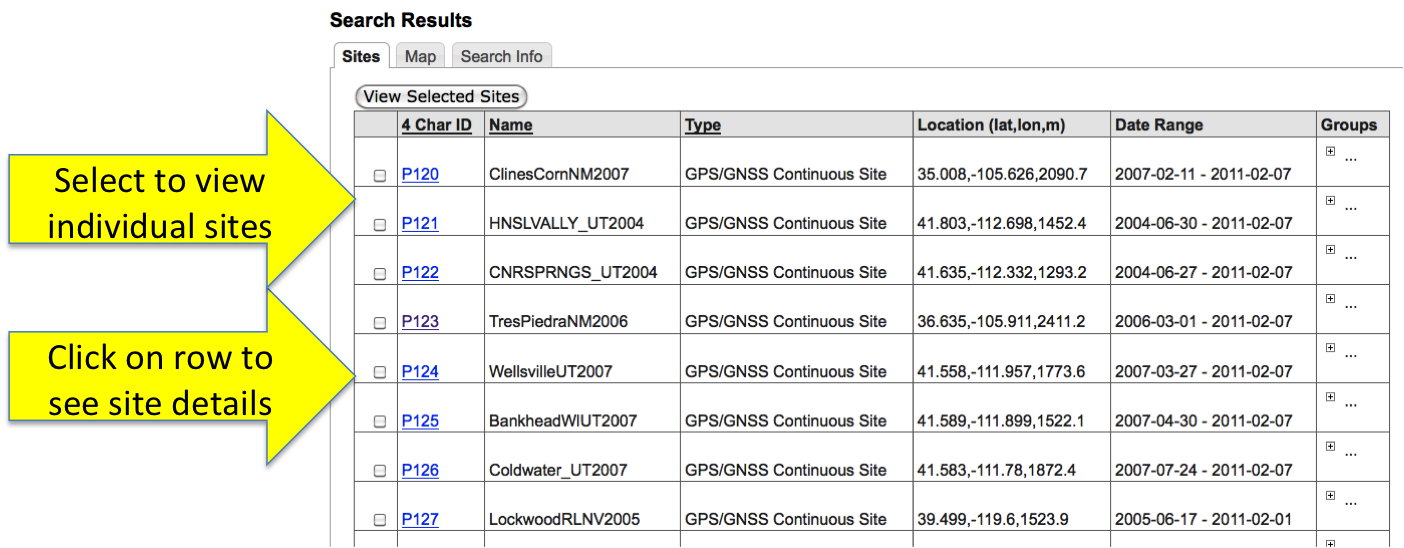 Search Results
Sites Map Search Info
View Selected Sites
4 Char ID Name Type Location (lat,lon,m) Date Range Groups
P120 ClinesCornNM2007 GPS/GNSS Continuous Site 35.008,-105.626,2090.7 2007-02-11 - 2011-02-07 ...
P121 HNSLVALLY_UT2004 GPS/GNSS Continuous Site 41.803,-112.698,1452.4 2004-06-30 - 2011-02-07 ...
P122 CNRSPRNGS_UT2004 GPS/GNSS Continuous Site 41.635,-112.332,1293.2 2004-06-27 - 2011-02-07 ...
P123 TresPiedraNM2006 GPS/GNSS Continuous Site 36.635,-105.911,2411.2 2006-03-01 - 2011-02-07 ...
P124 WellsvilleUT2007 GPS/GNSS Continuous Site 41.558,-111.957,1773.6 2007-03-27 - 2011-02-07 ...
P125 BankheadWIUT2007 GPS/GNSS Continuous Site 41.589,-111.899,1522.1 2007-04-30 - 2011-02-07 ...
P126 Coldwater_UT2007 GPS/GNSS Continuous Site 41.583,-111.78,1872.4 2007-07-24 - 2011-02-07 ...
P127 LockwoodRLNV2005 GPS/GNSS Continuous Site 39.499,-119.6,1523.9 2005-06-17 - 2011-02-01 ...
Select to view
individual sites
Click on row to
see site details